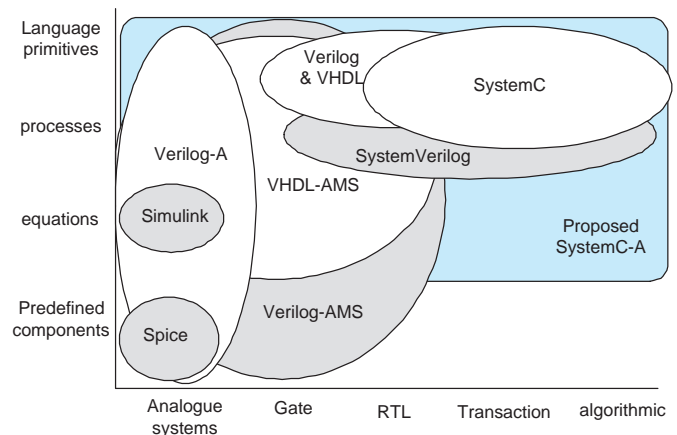 Language
primitives
processes
equations
Predefined
components
Verilog
& VHDL
SystemC
SystemVerilog
Verilog-A
VHDL-AMS
Simulink
Proposed
SystemC-A
Verilog-AMS
Spice
Analogue
systems
Gate
RTL
Transaction
algorithmic